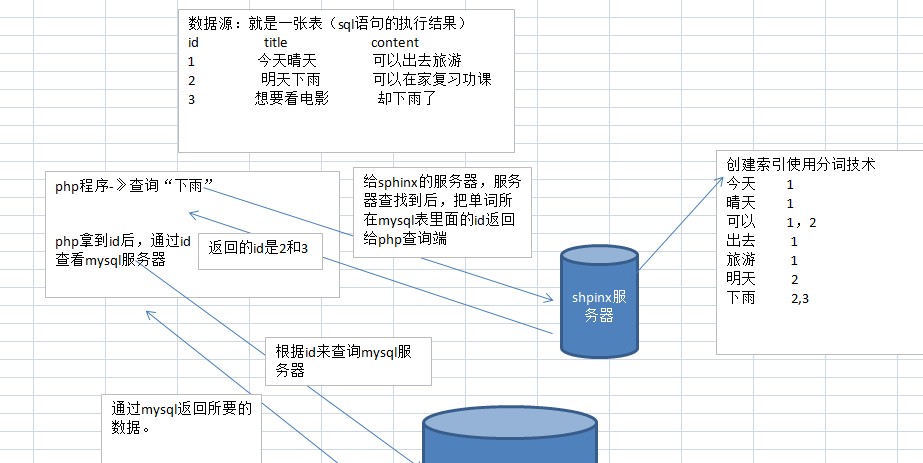 数据源：就是一张表（sql语句的执行结果）
id title content
1 今天晴天 可以出去旅游
2 明天下雨 可以在家复习功课
3 想要看电影 却下雨了
php程序-》查询“下雨”
php拿到id后，通过id
查看mysql服务器
给sphinx的服务器，服务
器查找到后，把单词所
在mysql表里面的id返回
给php查询端
返回的id是2和3
shpinx服
务器
创建索引使用分词技术
今天 1
晴天 1
可以 1，2
出去 1
旅游 1
明天 2
下雨 2,3
根据id来查询mysql服
务器
通过mysql返回所要的
数据。